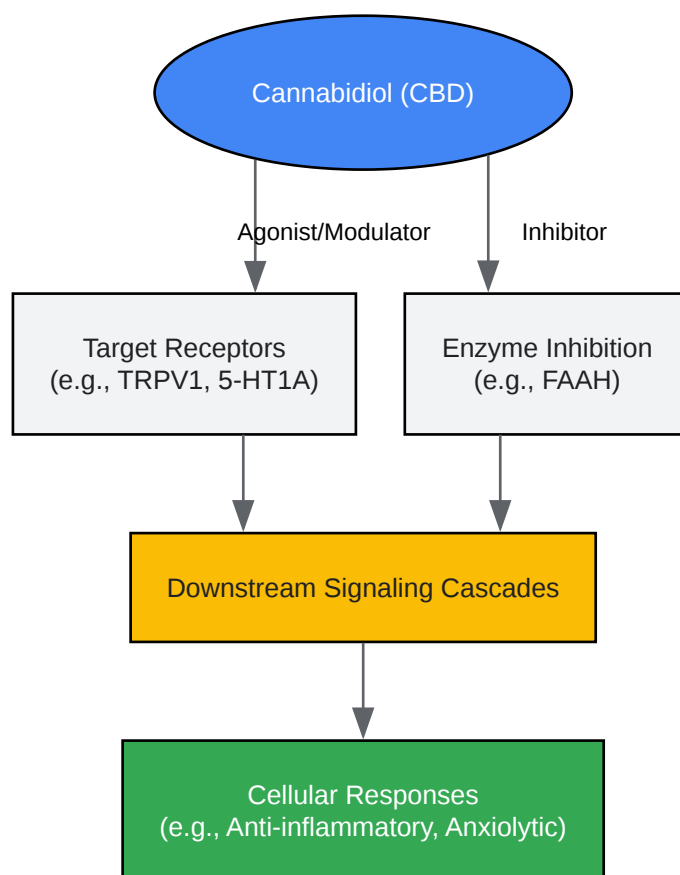 Cannabidiol (CBD)
Agonist/Modulator
Inhibitor
Target Receptors
(e.g., TRPV1, 5-HT1A)
Enzyme Inhibition
(e.g., FAAH)
Downstream Signaling Cascades
Cellular Responses
(e.g., Anti-inflammatory, Anxiolytic)